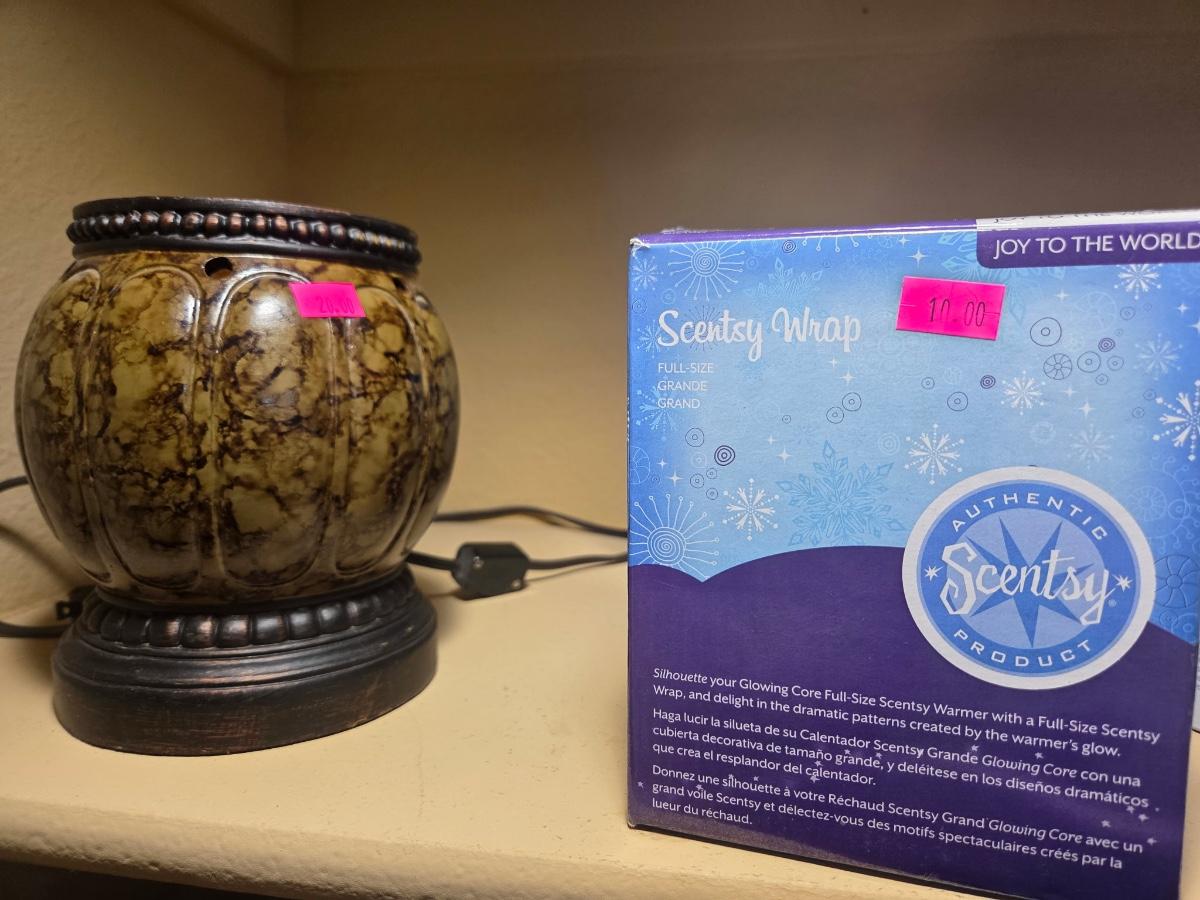 20.00
JOY TO THE WORLD
10.00
Scentsy Wrap
FULL-SIZE
GRANDE
GRAND
AUTHENTIC
Scentsy®
PRODUCT
Silhouette your Glowing Core Full-Size Scentsy Warmer with a Full-Size Scentsy
Wrap, and delight in the dramatic patterns created by the warmer's glow.
Haga lucir la silueta de su Calentador Scentsy Grande Glowing Core con una
cubierta decorativa de tamaño grande, y deléitese en los diseños dramáticos
que crea el resplandor del calentador.
Donnez une silhouette à votre Réchaud Scentsy Grand Glowing Core avec un
grand voile Scentsy et délectez-vous des motifs spectaculaires créés par la
lueur du réchaud.